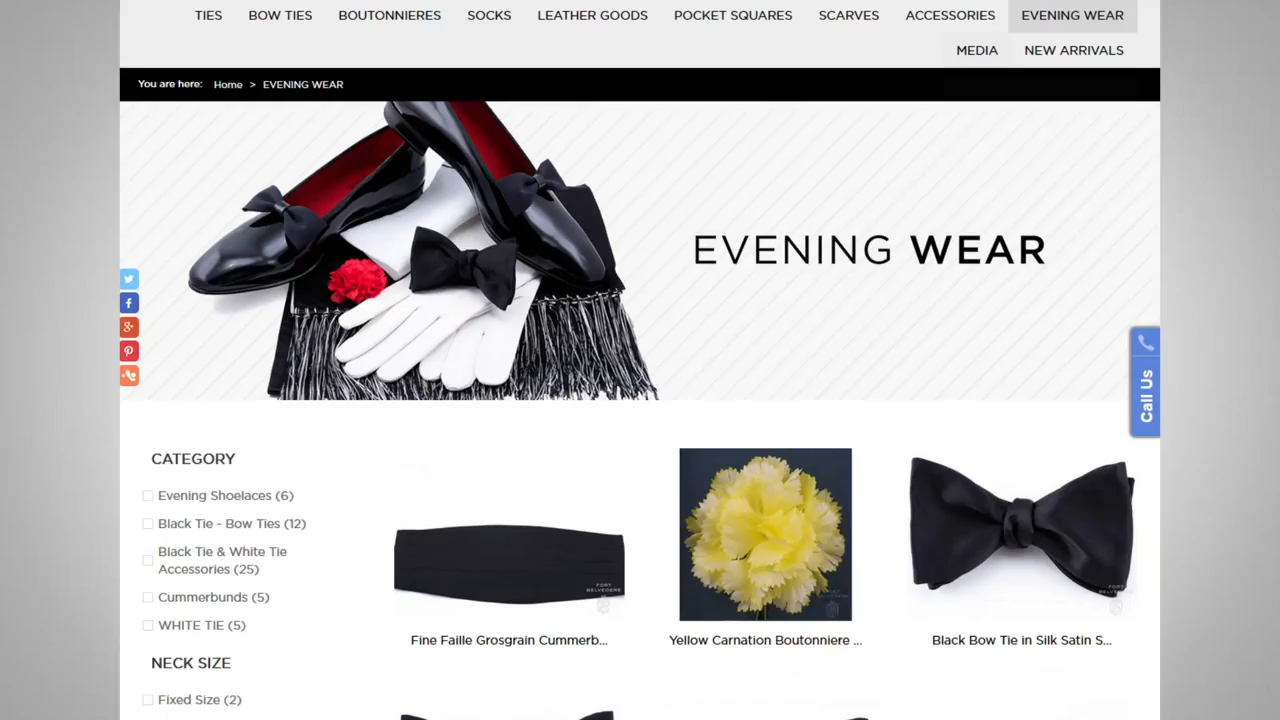 TIES BOW TIES BOUTONNIERES SOCKS LEATHER GOODS POCKET SQUARES SCARVES ACCESSORIES EVENING WEAR
MEDIA NEW ARRIVALS
You are here: Home > EVENING WEAR
EVENING WEAR
Call Us
CATEGORY
Evening Shoelaces (6)
Black Tie - Bow Ties (12)
Black Tie & White Tie
Accessories (25)
Cummerbunds (5)
WHITE TIE (5)
NECK SIZE
Fixed Size (2)
FORT
BELVEDERE
Fine Faille Grosgrain Cummerb...
Yellow Carnation Boutonniere ...
Black Bow Tie in Silk Satin S...